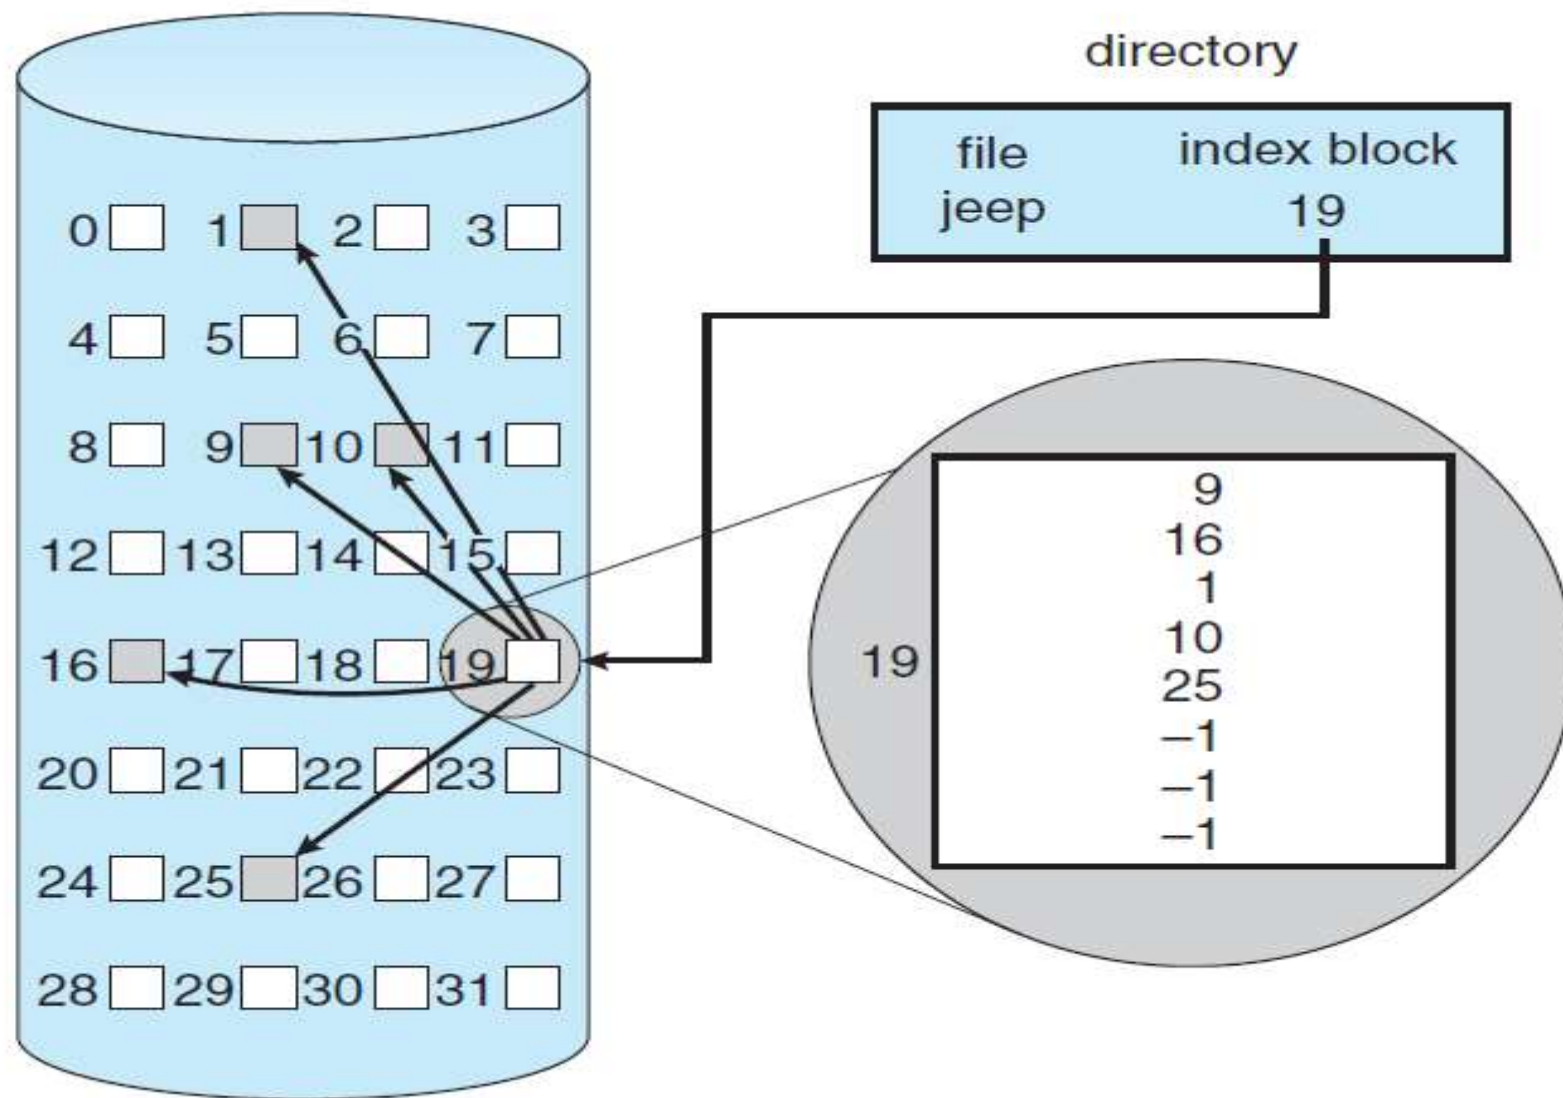 directory
file index block
jeep 19
0 1 2 3
4 5 6 7
8 9 10 11
12 13 14 15
16 17 18 19
20 21 22 23
24 25 26 27
28 29 30 31
19
9
16
1
10
25
–1
–1
–1